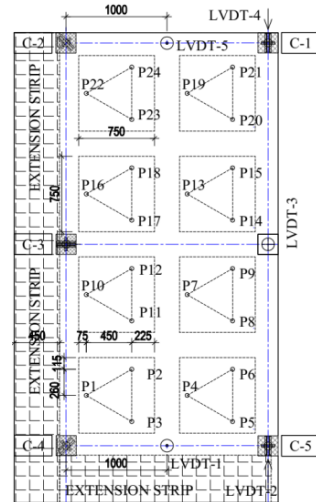 1000
LVDT-4
C-2
LVDT-5
C-1
P24
P21
P22
P19
P23
P20
750
EXTENSION STRIP
750
P18
P15
P16
P13
P17
P14
LVDT-3
C-3
P12
P9
P10
P7
P11
P8
EXTENSION STRIP
450
75
450
225
115
260
P2
P6
P1
P4
P3
P5
C-4
C-5
1000
LVDT-1
LVDT-2
EXTENSION STRIP